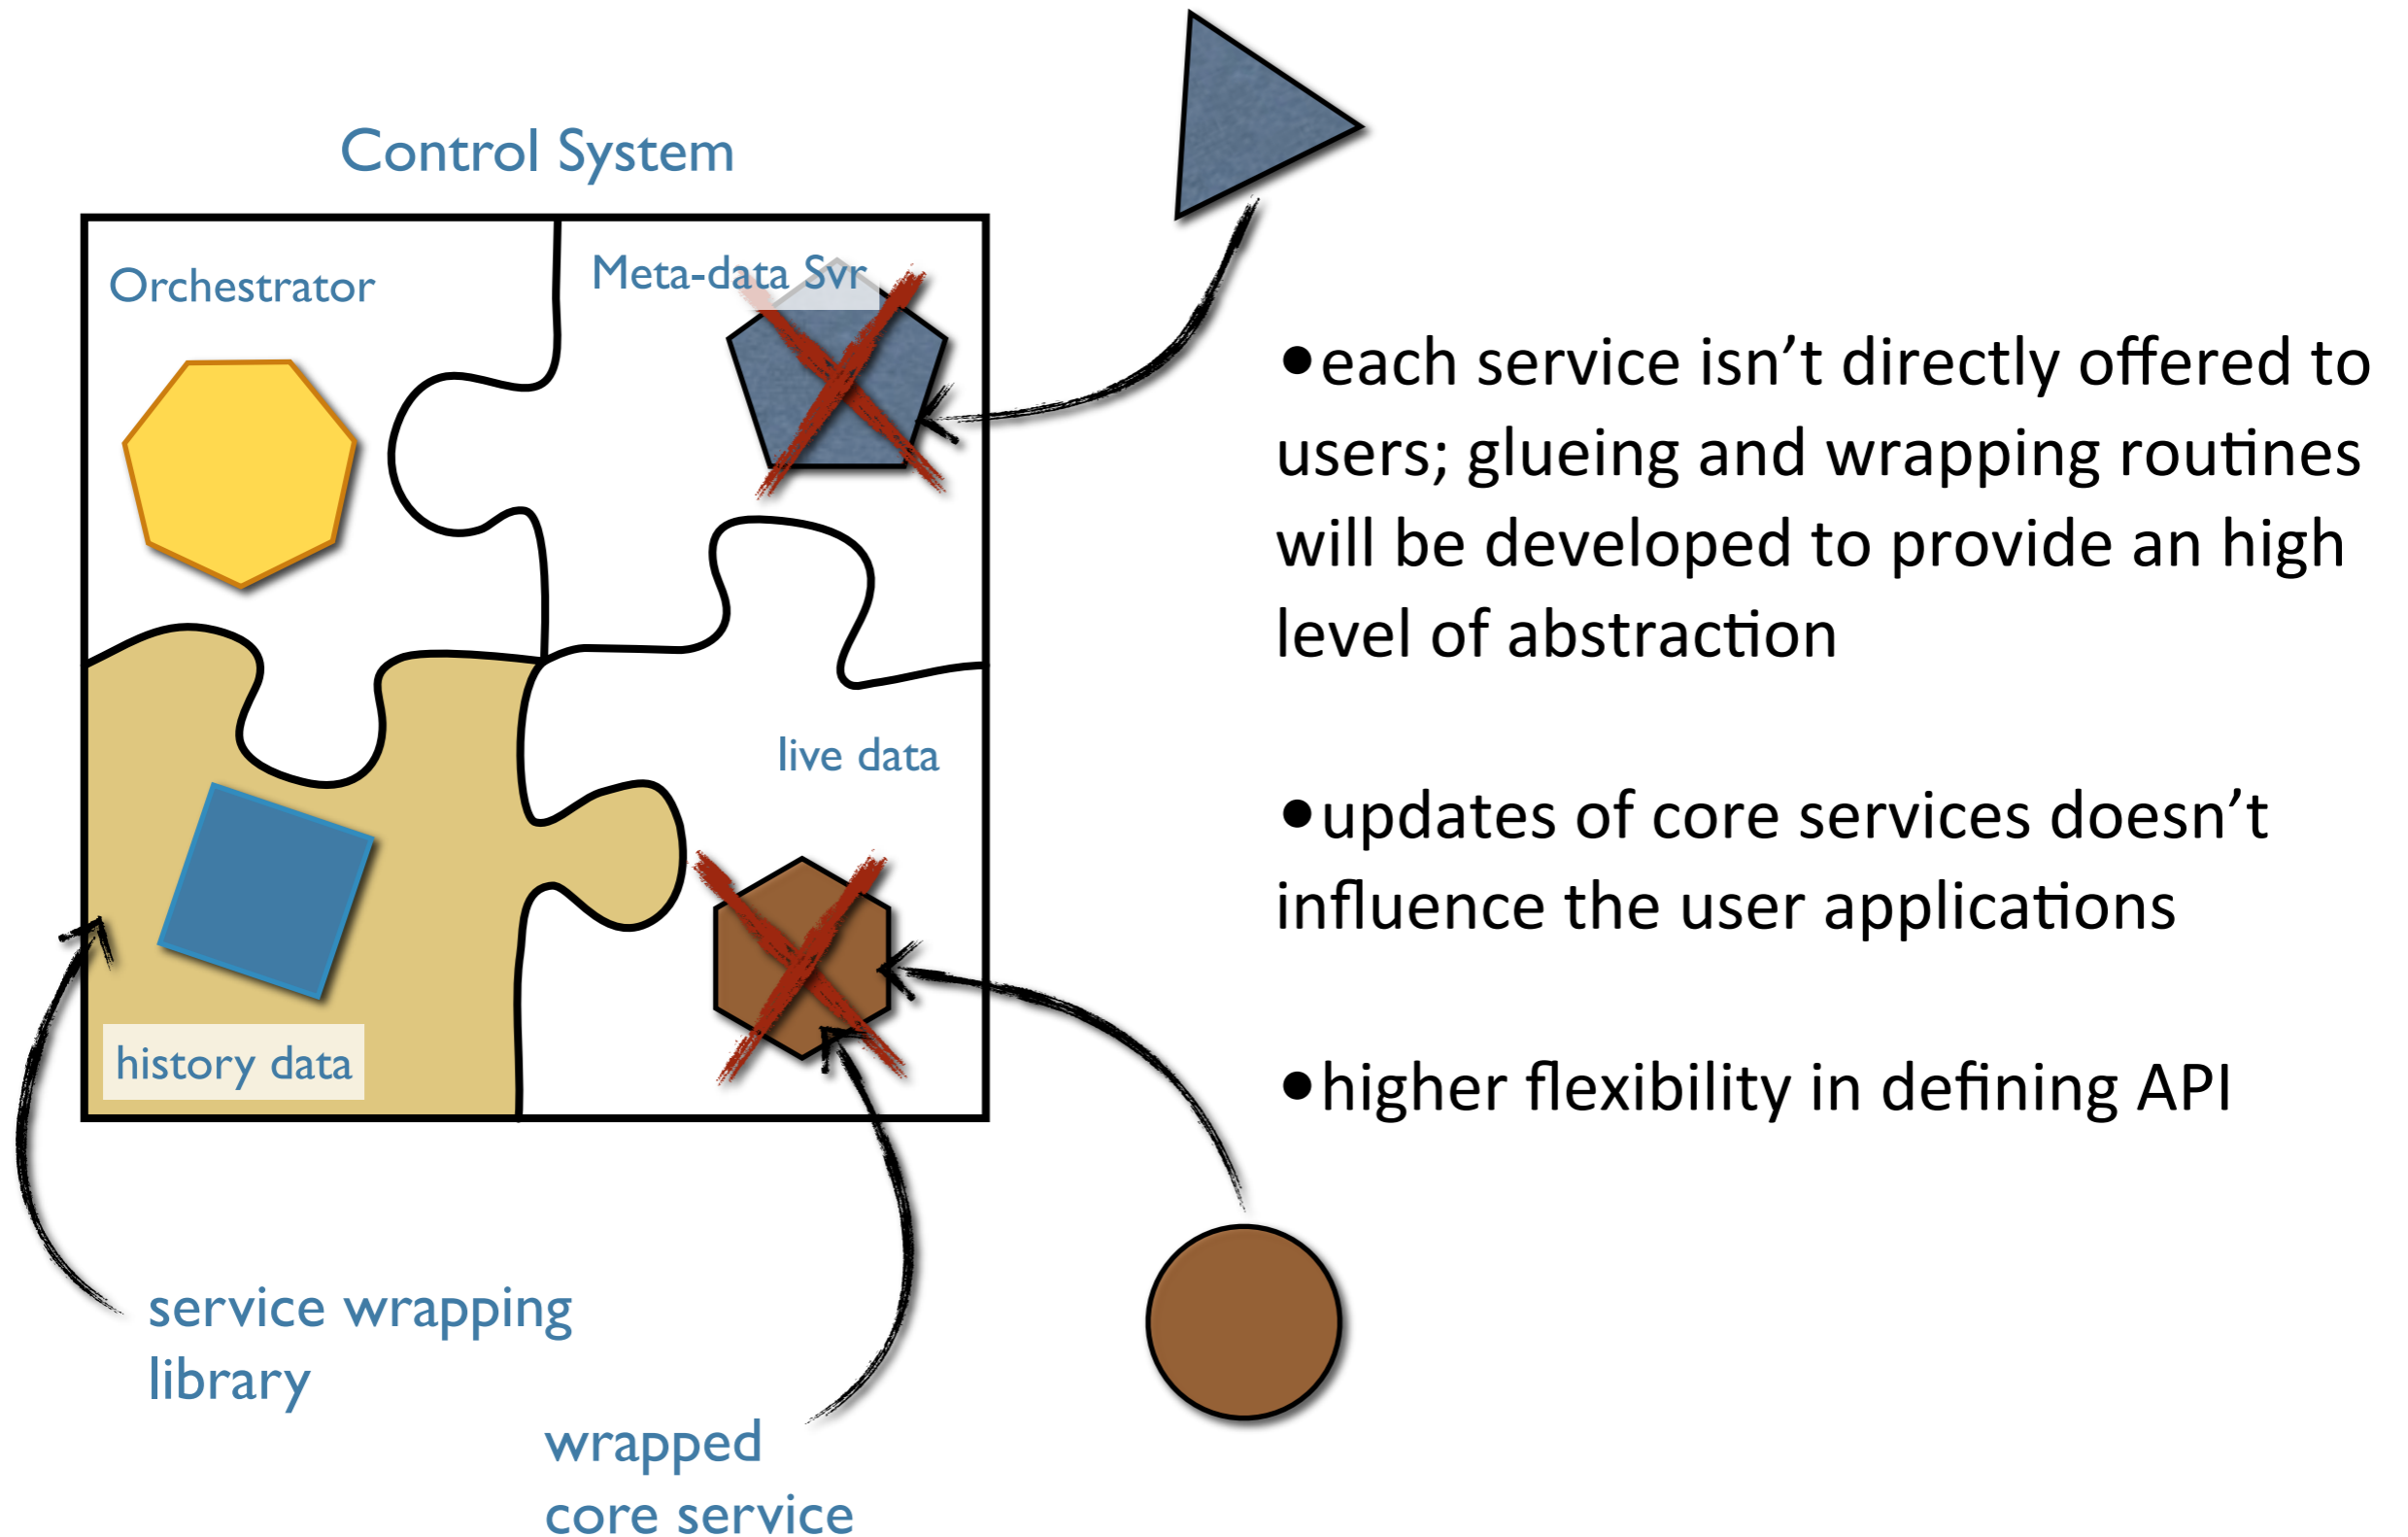 Control System
Orchestrator
Meta-data Svr
live data
history data
service wrapping
library
wrapped
core service
•each service isn’t directly offered to
users; glueing and wrapping routines
will be developed to provide an high
level of abstraction
•updates of core services doesn’t
influence the user applications
•higher flexibility in defining API